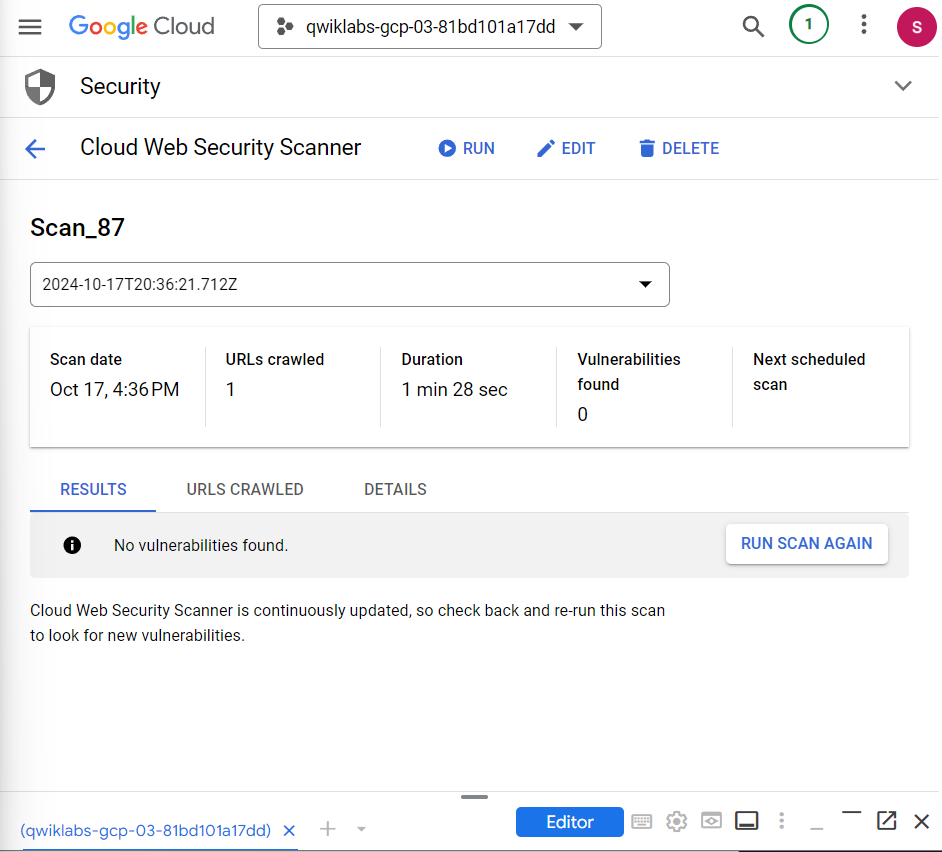 Google Cloud
qwiklabs-gcp-03-81bd101a17dd
1
S
Security
Cloud Web Security Scanner
RUN
EDIT
DELETE
Scan_87
2024-10-17T20:36:21.712Z
Scan date
Oct 17, 4:36 PM
URLs crawled
1
Duration
1 min 28 sec
Vulnerabilities
found
0
Next scheduled
scan
RESULTS
URLS CRAWLED
DETAILS
No vulnerabilities found.
RUN SCAN AGAIN
Cloud Web Security Scanner is continuously updated, so check back and re-run this scan
to look for new vulnerabilities.
(qwiklabs-gcp-03-81bd101a17dd)
Editor